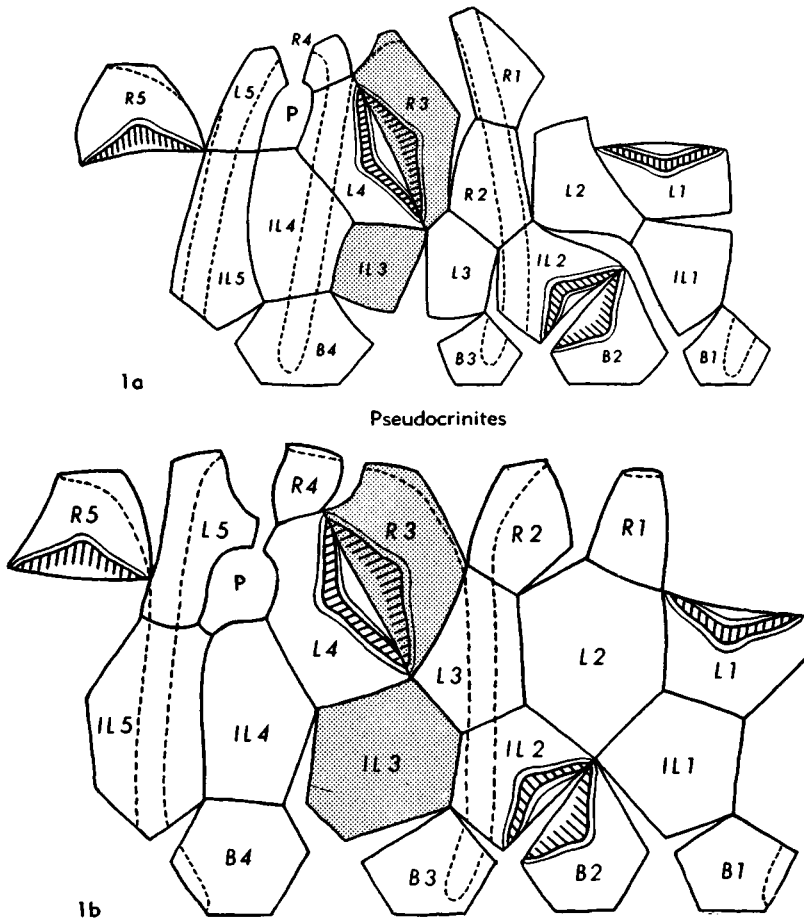 R4
R1
R5
L5
R3
P
L4
R2
L2
L1
IL4
IL5
IL3
L3
IL2
IL1
B4
B3
B2
B1
1a
Pseudocrinites
R4
R5
L5
R3
R2
R1
P
L4
L3
L2
L1
IL5
IL4
IL3
IL2
IL1
B4
B3
B2
B1
1b